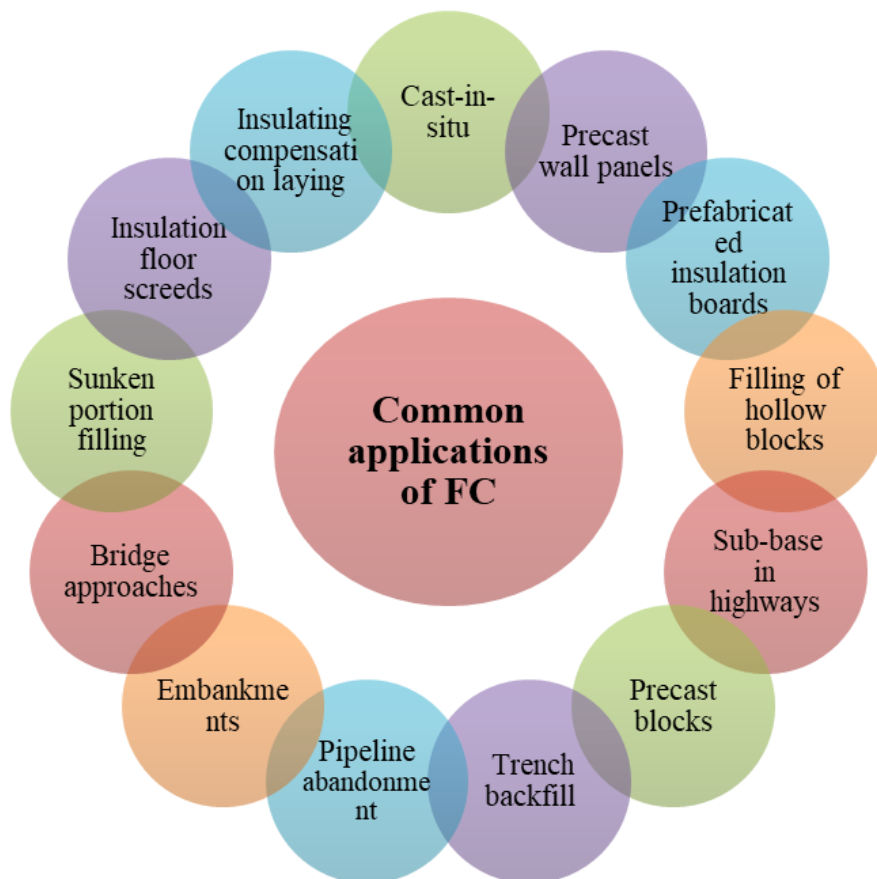 Common
applications
of FC
Cast-in-
situ
Precast
wall panels
Prefabricat
ed
insulation
boards
Filling of
hollow
blocks
Sub-base
in
highways
Precast
blocks
Trench
backfill
Pipeline
abandonme
nt
Embankme
nts
Bridge
approaches
Sunken
portion
filling
Insulation
floor
screeds
Insulating
compensati
on laying